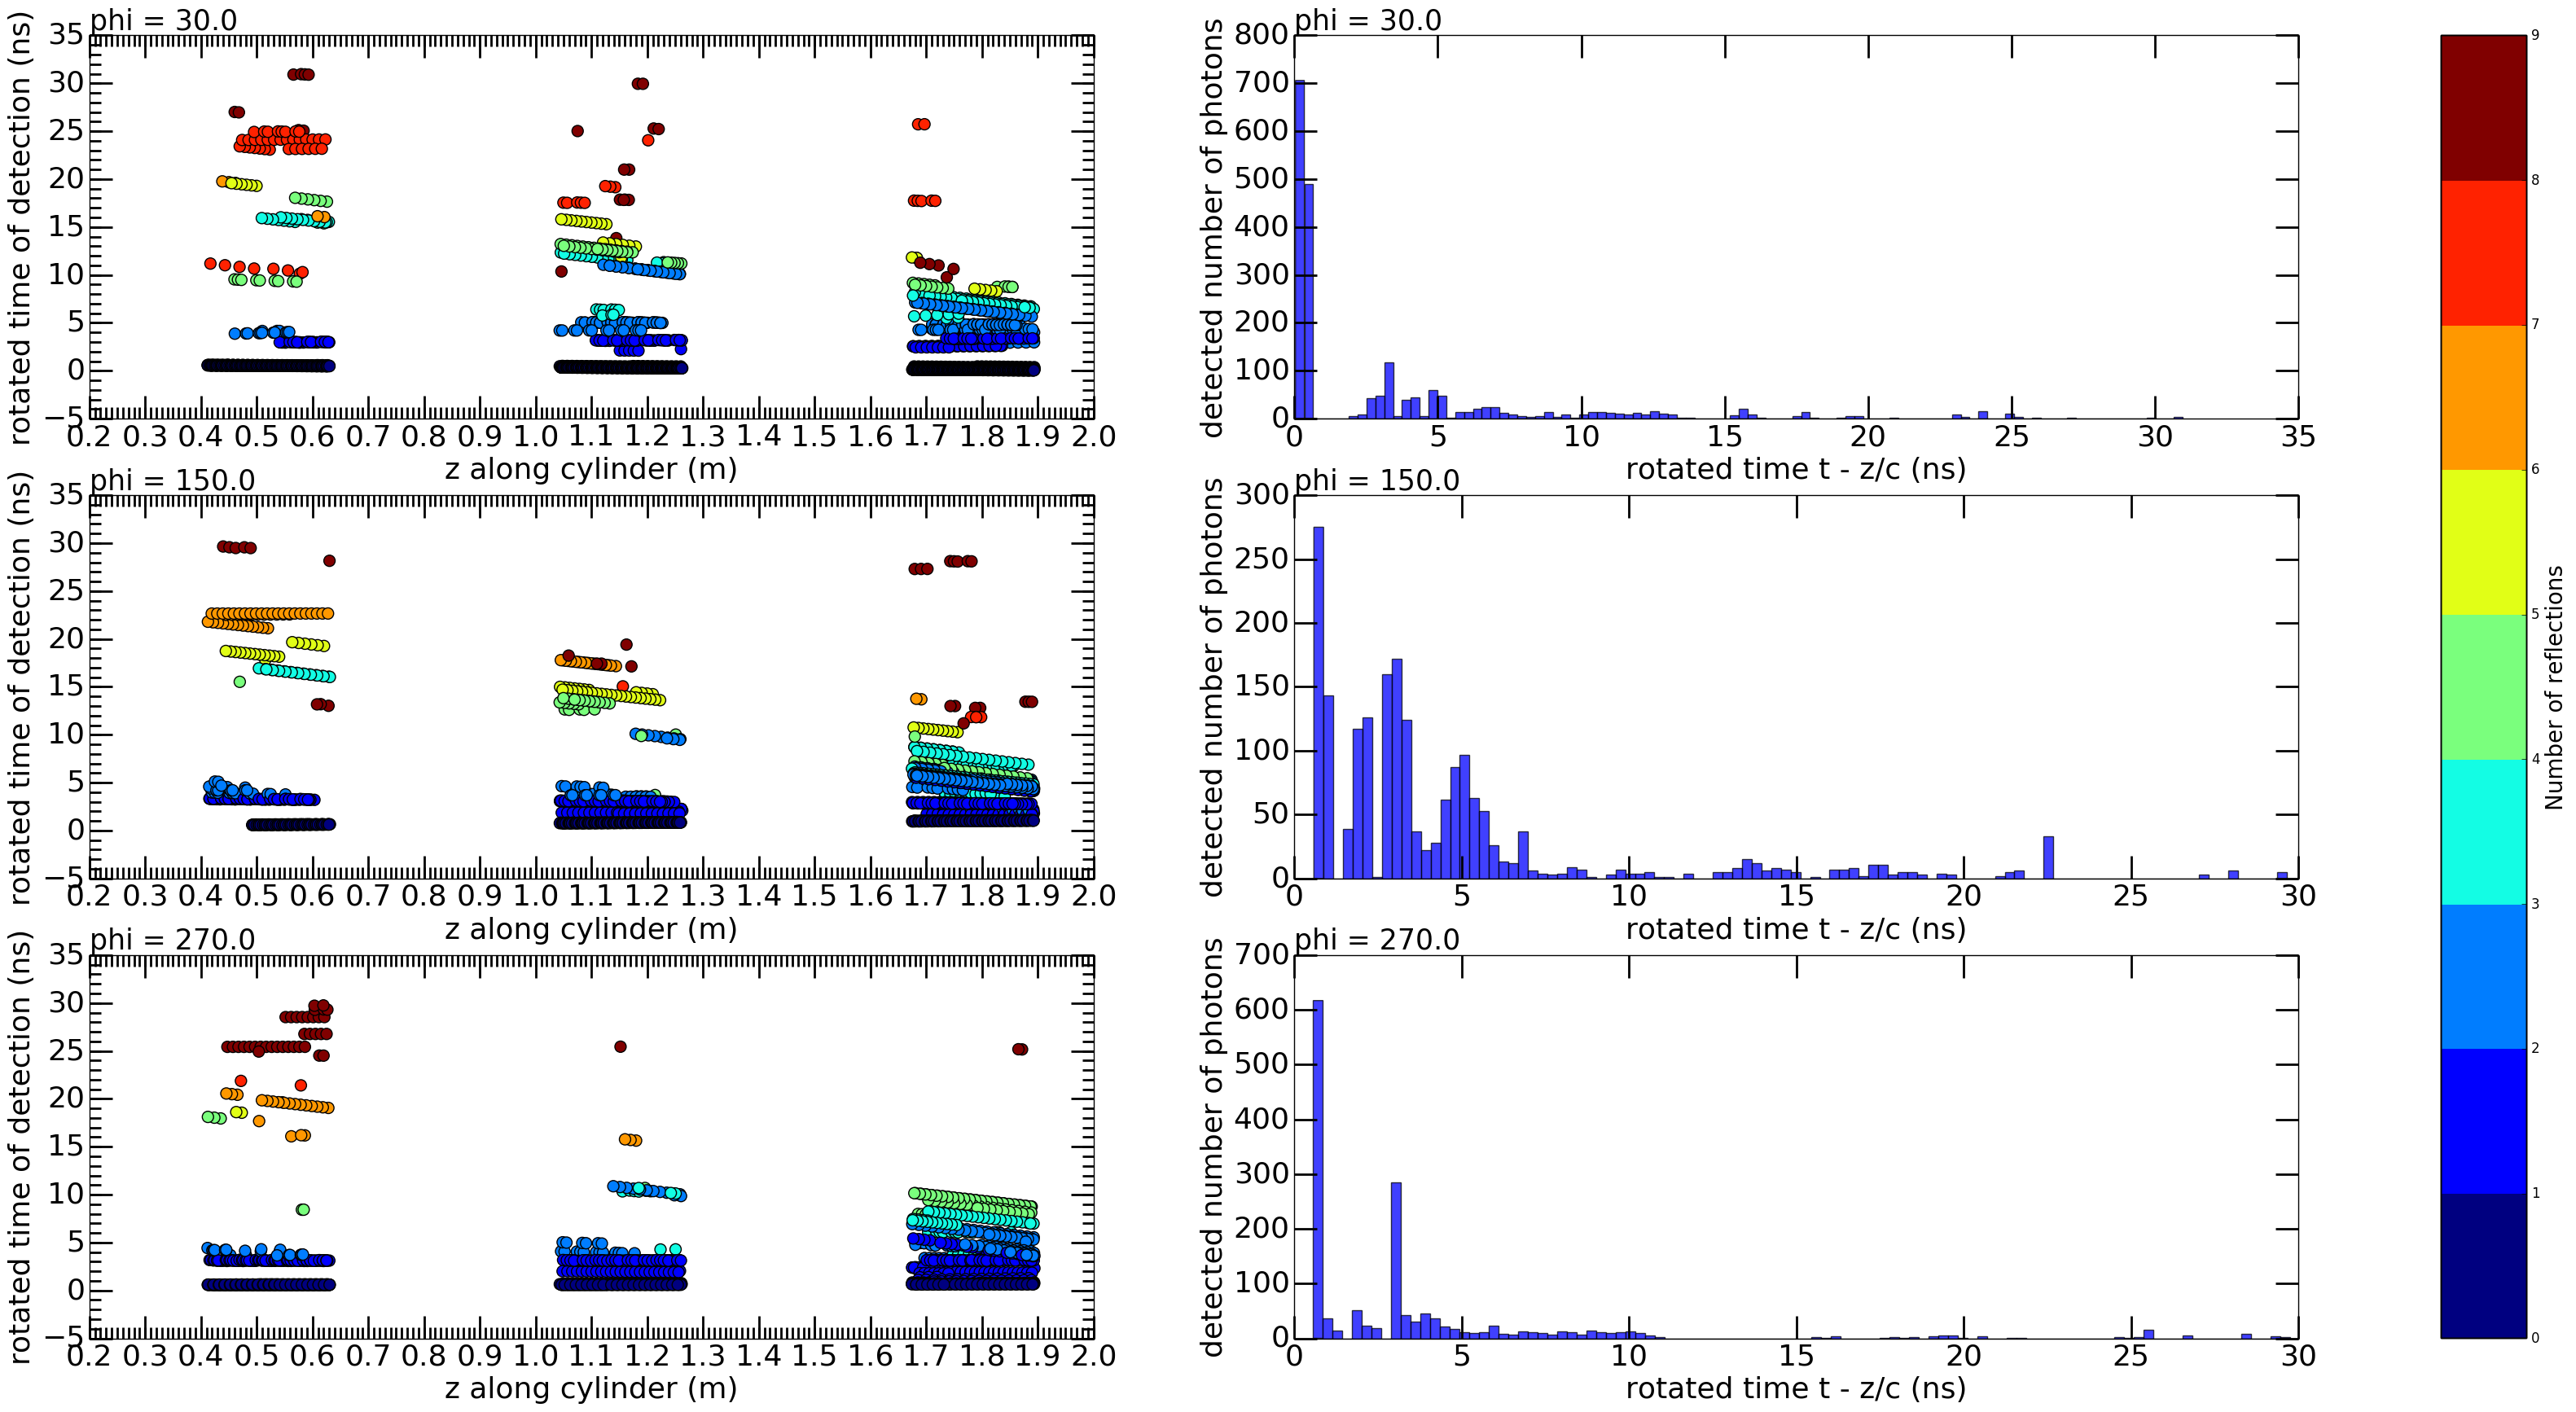 phi = 30.0
rotated time of detection (ns)
35
30
25
20
15
10
5
0
−5
0.2 0.3 0.4 0.5 0.6 0.7 0.8 0.9 1.0 1.1 1.2 1.3 1.4 1.5 1.6 1.7 1.8 1.9 2.0
z along cylinder (m)
phi = 30.0
detected number of photons
800
700
600
500
400
300
200
100
0
0 5 10 15 20 25 30 35
rotated time t - z/c (ns)
phi = 150.0
rotated time of detection (ns)
35
30
25
20
15
10
5
0
−5
0.2 0.3 0.4 0.5 0.6 0.7 0.8 0.9 1.0 1.1 1.2 1.3 1.4 1.5 1.6 1.7 1.8 1.9 2.0
z along cylinder (m)
phi = 150.0
detected number of photons
300
250
200
150
100
50
0
0 5 10 15 20 25 30
rotated time t - z/c (ns)
phi = 270.0
rotated time of detection (ns)
35
30
25
20
15
10
5
0
−5
0.2 0.3 0.4 0.5 0.6 0.7 0.8 0.9 1.0 1.1 1.2 1.3 1.4 1.5 1.6 1.7 1.8 1.9 2.0
z along cylinder (m)
phi = 270.0
detected number of photons
700
600
500
400
300
200
100
0
0 5 10 15 20 25 30
rotated time t - z/c (ns)
9
8
7
6
5
4
3
2
1
0
Number of reflections